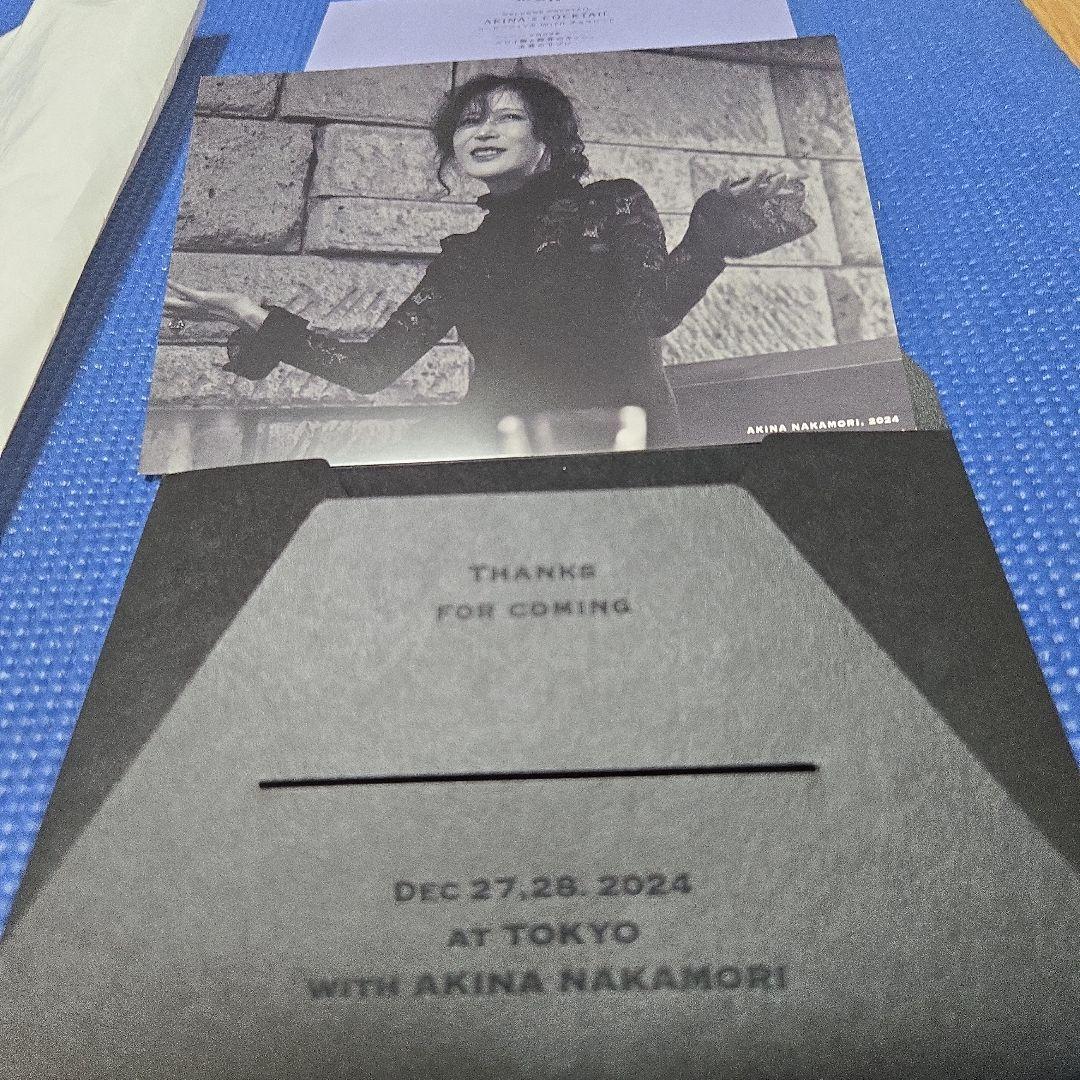 AKINA's COCKTAIL
AKINA NAKAMORI, 2024
THANKS
FOR COMING
DEC 27,28. 2024
AT TOKYO
WITH AKINA NAKAMORI